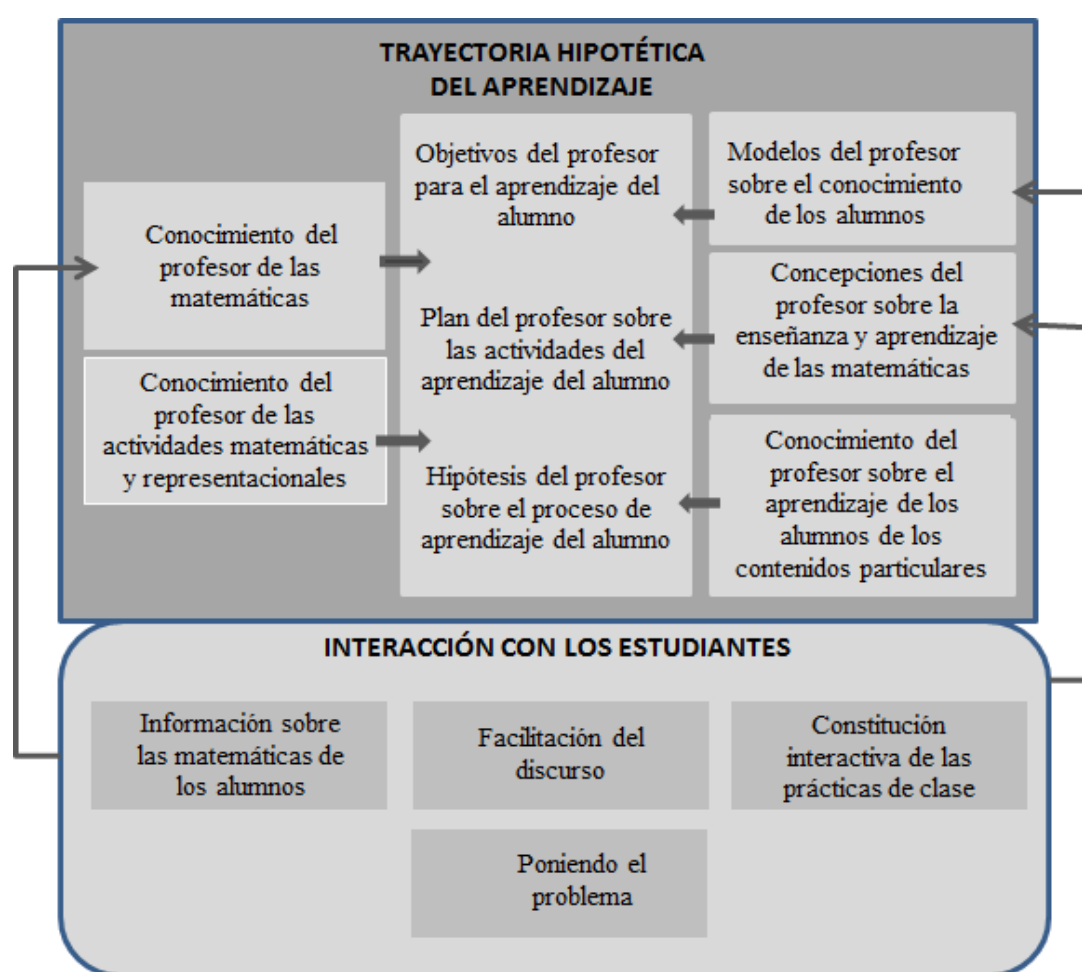 TRAYECTORIA HIPOTÉTICA
DEL APRENDIZAJE
Conocimiento del
profesor de las
matemáticas
Conocimiento del
profesor de las
actividades matemáticas
y representacionales
Objetivos del profesor
para el aprendizaje del
alumno
Plan del profesor sobre
las actividades del
aprendizaje del alumno
Hipótesis del profesor
sobre el proceso de
aprendizaje del alumno
Modelos del profesor
sobre el conocimiento
de los alumnos
Concepciones del
profesor sobre la
enseñanza y aprendizaje
de las matemáticas
Conocimiento del
profesor sobre el
aprendizaje de los
alumnos de los
contenidos particulares
INTERACCIÓN CON LOS ESTUDIANTES
Información sobre
las matemáticas de
los alumnos
Facilitación del
discurso
Constitución
interactiva de las
prácticas de clase
Poniendo el
problema